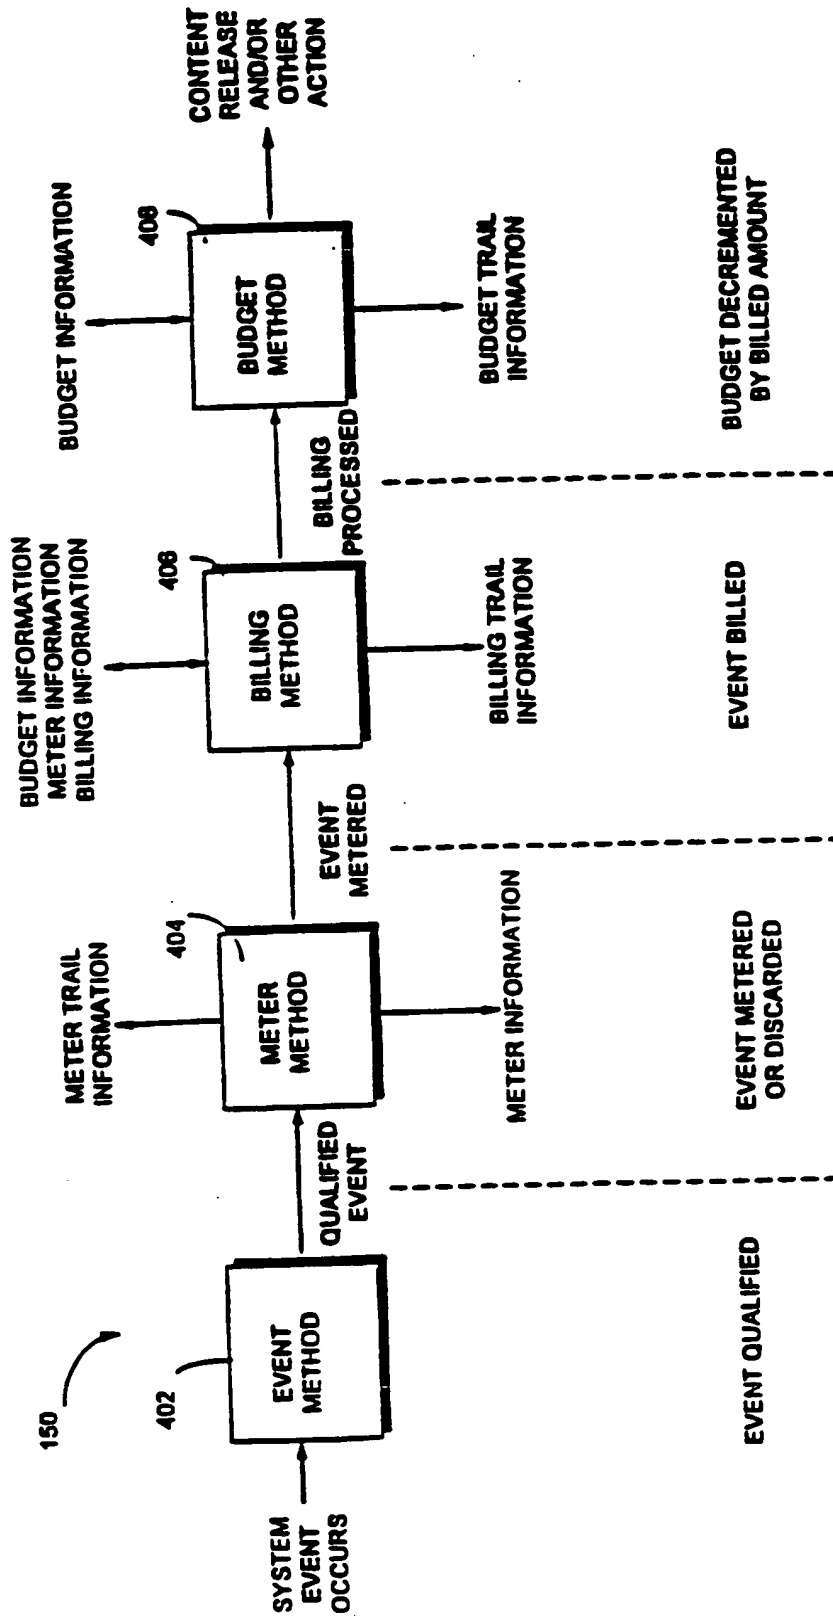 150
SYSTEM
EVENT
OCCURS
402
EVENT
METHOD
QUALIFIED
EVENT
EVENT QUALIFIED
METER TRAIL
INFORMATION
404
METER
METHOD
EVENT
METERED
METER INFORMATION
EVENT METERED
OR DISCARDED
BUDGET INFORMATION
METER INFORMATION
BILLING INFORMATION
406
BILLING
METHOD
BILLING
PROCESSED
BILLING TRAIL
INFORMATION
EVENT BILLED
BUDGET INFORMATION
408
BUDGET
METHOD
CONTENT
RELEASE
AND/OR
OTHER
ACTION
BUDGET TRAIL
INFORMATION
BUDGET DECREMENTED
BY BILLED AMOUNT